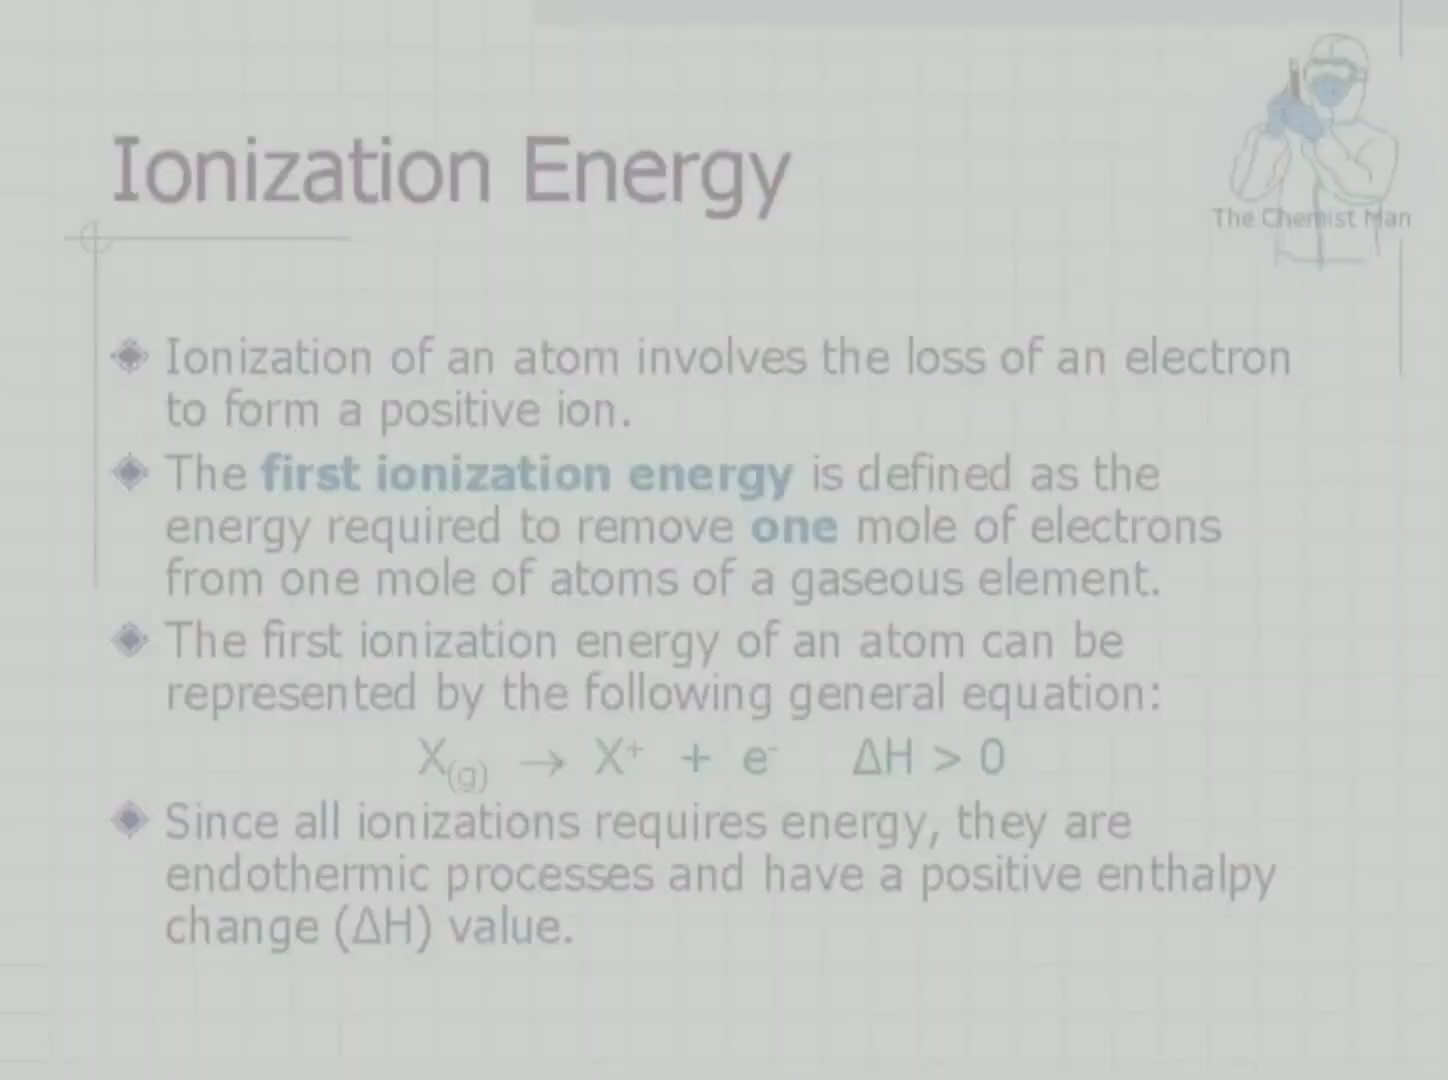 Ionization Energy
The Chemist Man
Ionization of an atom involves the loss of an electron
to form a positive ion.
The first ionization energy is defined as the
energy required to remove one mole of electrons
from one mole of atoms of a gaseous element.
The first ionization energy of an atom can be
represented by the following general equation:
X(g) → X⁺ + e⁻ ΔH > 0
Since all ionizations requires energy, they are
endothermic processes and have a positive enthalpy
change (ΔH) value.